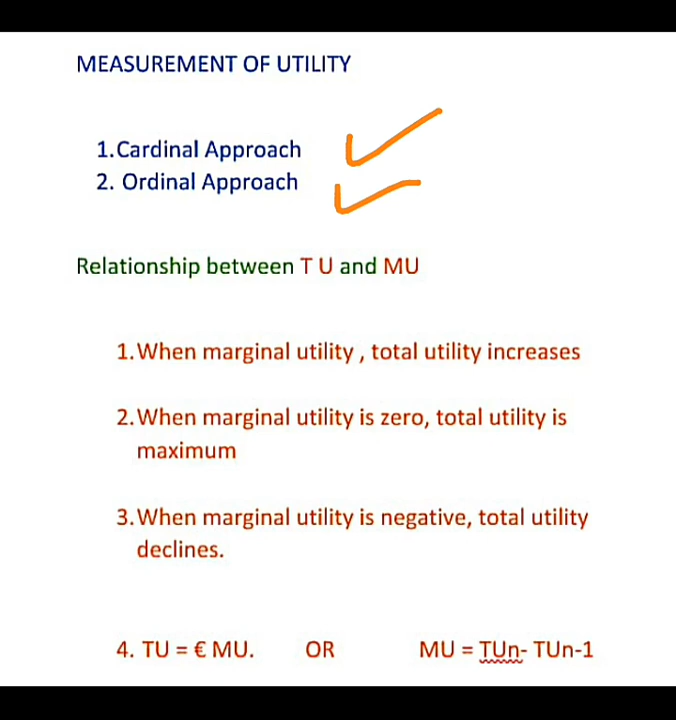 MEASUREMENT OF UTILITY
1.Cardinal Approach
2. Ordinal Approach
Relationship between T U and MU
1.When marginal utility , total utility increases
2.When marginal utility is zero, total utility is
maximum
3.When marginal utility is negative, total utility
declines.
4. TU = € MU. OR MU = TUn- TUn-1